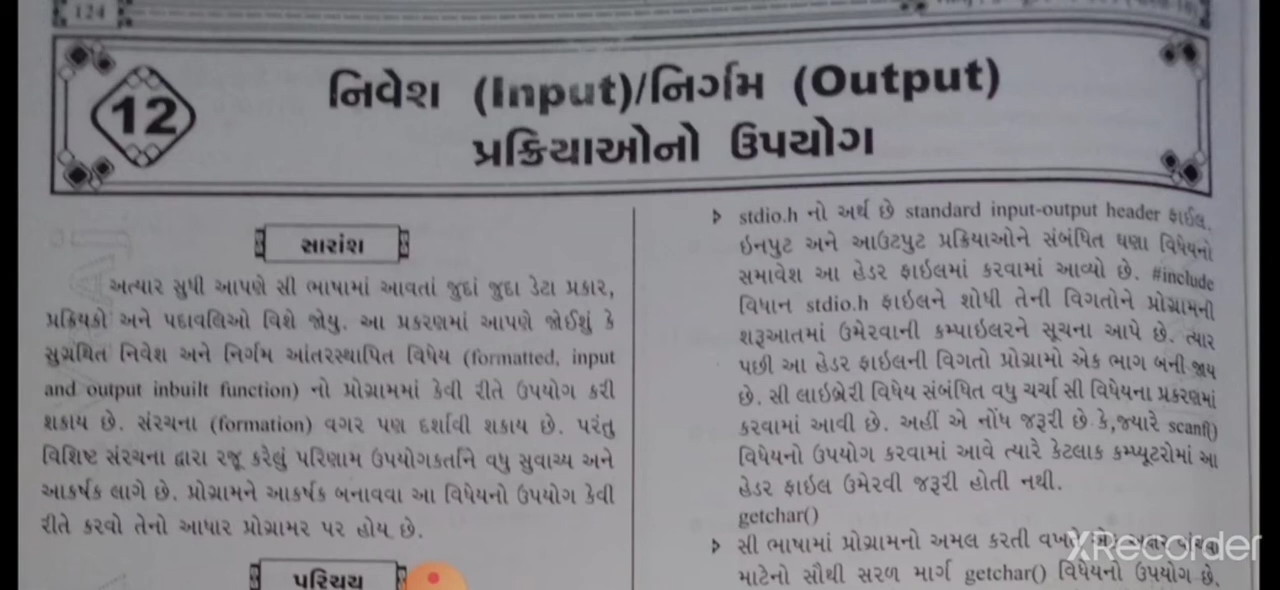 124
12
નિવેશ (Input)/નિર્ગમ (Output)
પ્રક્રિયાઓનો ઉપયોગ
સારાંશ
અત્યાર સુધી આપણે સી ભાષામાં આવતાં જુદાં જુદા ડેટા પ્રકાર,
પ્રક્રિયકો અને પદાવલિઓ વિશે જોયુ. આ પ્રકરણમાં આપણે જોઈશું કે
સુગ્રથિત નિવેશ અને નિર્ગમ આંતરસ્થાપિત વિધેય (formatted, input
and output inbuilt function) નો પ્રોગ્રામમાં કેવી રીતે ઉપયોગ કરી
શકાય છે. સંરચના (formation) વગર પણ દર્શાવી શકાય છે. પરંતુ
વિશિષ્ટ સંરચના દ્વારા રજૂ કરેલું પરિણામ ઉપયોગકર્તાને વધુ સુવાચ્ય અને
આકર્ષક લાગે છે. પ્રોગ્રામને આકર્ષક બનાવવા આ વિધેયનો ઉપયોગ કેવી
રીતે કરવો તેનો આધાર પ્રોગ્રામર પર હોય છે.
પરિચય
stdio.h નો અર્થ છે standard input-output header ફાઈલ.
ઇનપુટ અને આઉટપુટ પ્રક્રિયાઓને સંબંધિત ઘણા વિધેયનો
સમાવેશ આ હેડર ફાઇલમાં કરવામાં આવ્યો છે. #include
વિધાન stdio.h ફાઇલને શોધી તેની વિગતોને પ્રોગ્રામની
શરૂઆતમાં ઉમેરવાની કમ્પાઇલરને સૂચના આપે છે. ત્યાર
પછી આ હેડર ફાઈલની વિગતો પ્રોગ્રામો એક ભાગ બની જાય
છે. સી લાઇબ્રેરી વિધેય સંબંધિત વધુ ચર્ચા સી વિધેયના પ્રકરણમાં
કરવામાં આવી છે. અહીં એ નોંધ જરૂરી છે કે,જ્યારે scanf()
વિધેયનો ઉપયોગ કરવામાં આવે ત્યારે કેટલાક કમ્પ્યૂટરોમાં આ
હેડર ફાઇલ ઉમેરવી જરૂરી હોતી નથી.
getchar()
સી ભાષામાં પ્રોગ્રામનો અમલ કરતી વખતે
માટેનો સૌથી સરળ માર્ગ getchar() વિધેયનો ઉપયોગ છે.
XRecorder